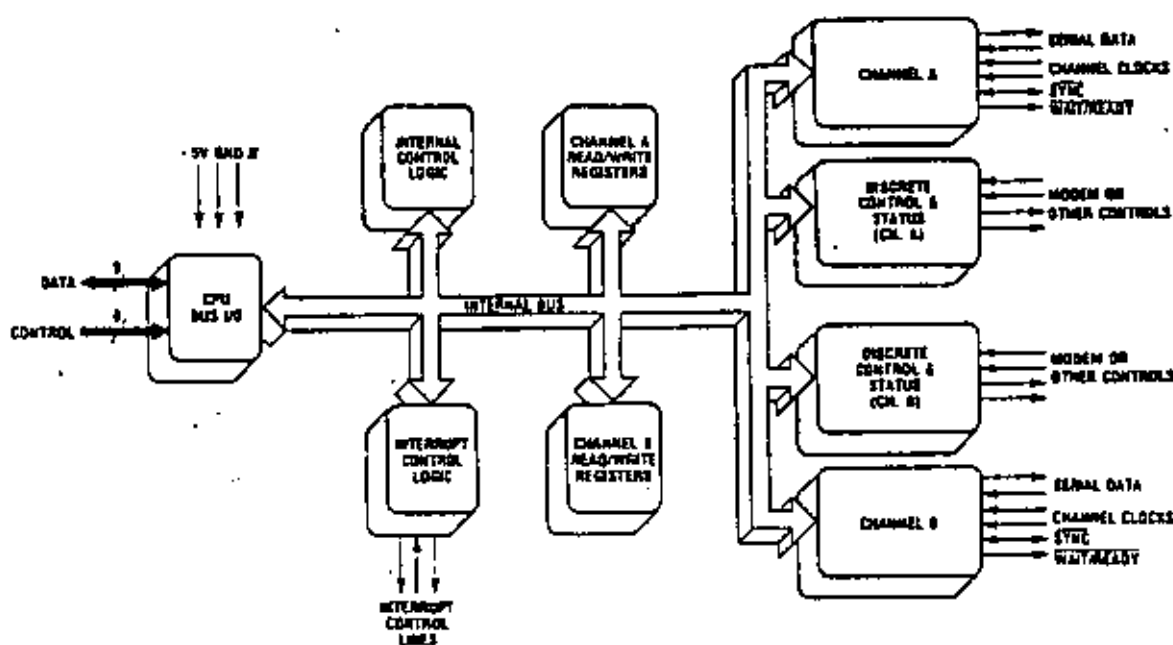 CHANNEL A
SERIAL DATA
CHANNEL CLOCKS
SYNC
WAIT/READY
INTERNAL
CONTROL
LOGIC
CHANNEL A
READ/WRITE
REGISTERS
DISCRETE
CONTROL &
STATUS
(CH. A)
MODEM OR
OTHER CONTROLS
5V GND
DATA
CONTROL
CPU
BUS I/O
INTERNAL BUS
DISCRETE
CONTROL &
STATUS
(CH. B)
MODEM OR
OTHER CONTROLS
INTERRUPT
CONTROL
LOGIC
CHANNEL B
READ/WRITE
REGISTERS
CHANNEL B
SERIAL DATA
CHANNEL CLOCKS
SYNC
WAIT/READY
INTERRUPT
CONTROL
LINES